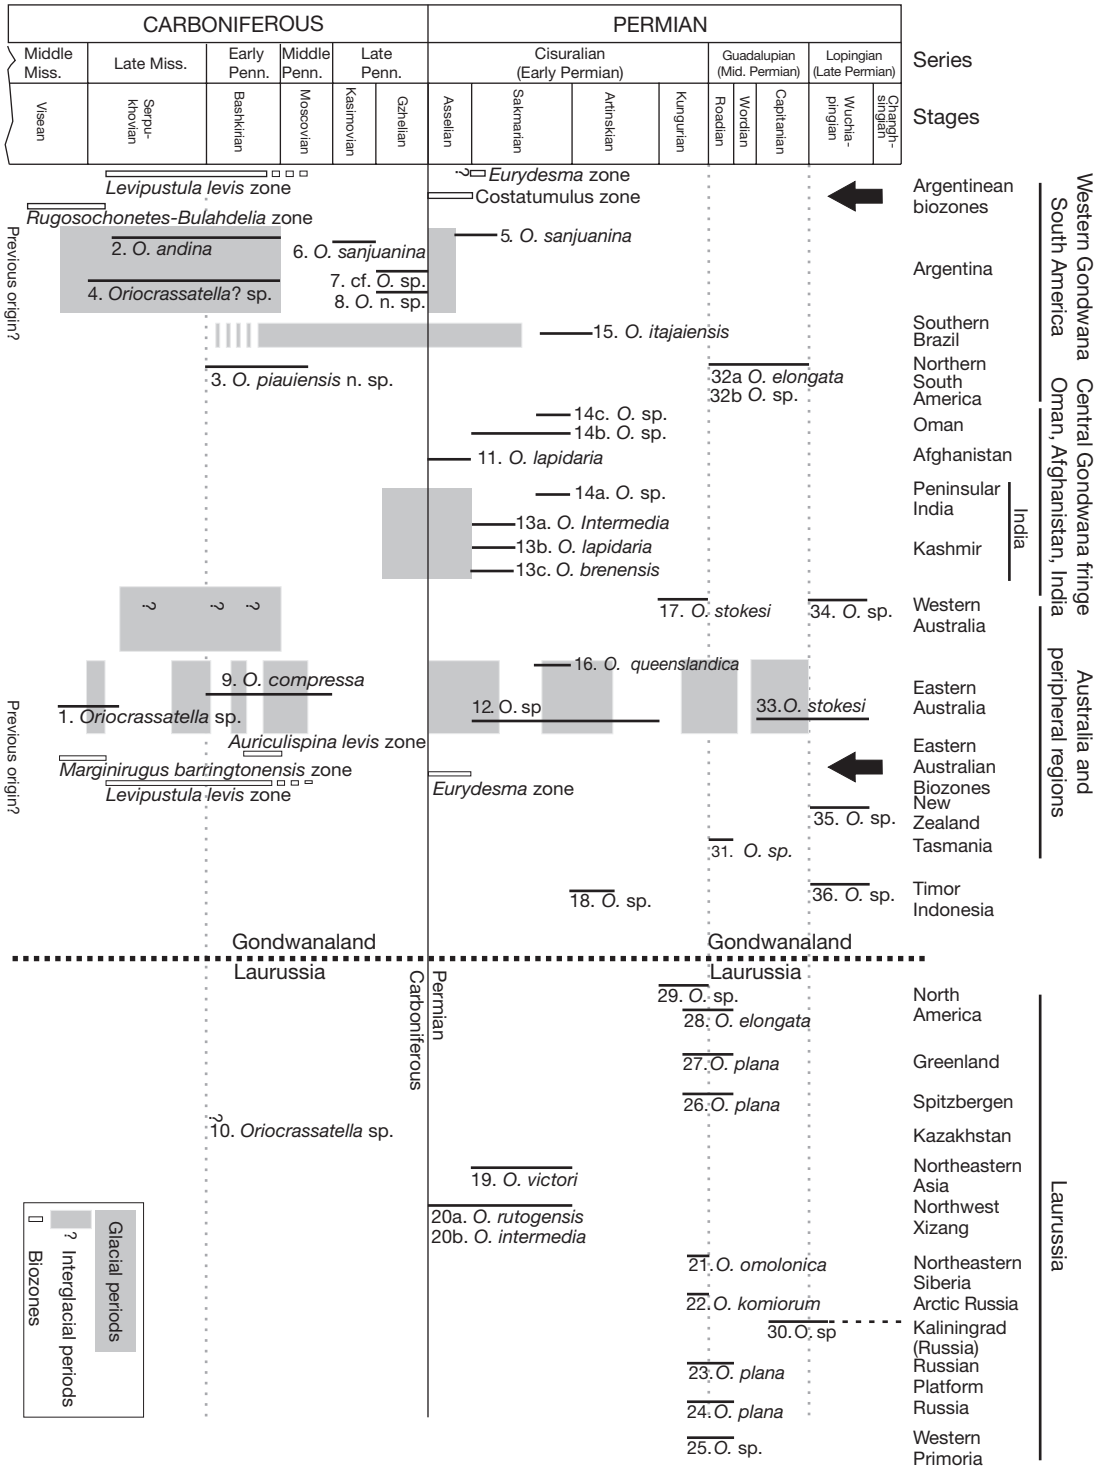 CARBONIFEROUS
PERMIAN
Middle Miss.
Late Miss.
Early Penn.
Middle Penn.
Late Penn.
Cisuralian
(Early Permian)
Guadalupian
(Mid. Permian)
Lopingian
(Late Permian)
Series
Visean
Serpu-
khovian
Bashkirian
Moscovian
Kasimovian
Gzhelian
Asselian
Sakmarian
Artinskian
Kungurian
Roadian
Wordian
Capitanian
Wuchia-
pingian
Changh-
singian
Stages
Levipustula levis zone
? Eurydesma zone
Costatumulus zone
Argentinean
biozones
Rugosochonetes-Bulahdelia zone
Previous origin?
2. O. andina
6. O. sanjuanina
5. O. sanjuanina
7. cf. O. sp.
4. Oriocrassatella? sp.
8. O. n. sp.
Argentina
15. O. itajaiensis
Southern
Brazil
3. O. piauiensis n. sp.
32a O. elongata
32b O. sp.
Northern
South
America
14c. O. sp.
14b. O. sp.
Oman
11. O. lapidaria
Afghanistan
14a. O. sp.
Peninsular
India
13a. O. Intermedia
13b. O. lapidaria
13c. O. brenensis
Kashmir
India
? ? ?
17. O. stokesi
34. O. sp.
Western
Australia
16. O. queenslandica
9. O. compressa
12. O. sp
33.O. stokesi
1. Oriocrassatella sp.
Eastern
Australia
Previous origin?
Auriculispina levis zone
Marginirugus barringtonensis zone
Levipustula levis zone
Eurydesma zone
Eastern
Australian
Biozones
35. O. sp.
New
Zealand
31. O. sp.
Tasmania
18. O. sp.
36. O. sp.
Timor
Indonesia
Western Gondwana
South America
Central Gondwana fringe
Oman, Afghanistan, India
Australia and
peripheral regions
Gondwanaland
Gondwanaland
Laurussia
Laurussia
Permian
Carboniferous
29. O. sp.
28. O. elongata
North
America
27. O. plana
Greenland
26. O. plana
Spitzbergen
?
10. Oriocrassatella sp.
Kazakhstan
19. O. victori
Northeastern
Asia
20a. O. rutogensis
20b. O. intermedia
Northwest
Xizang
21. O. omolonica
Northeastern
Siberia
22. O. komiorum
Arctic Russia
30. O. sp
Kaliningrad
(Russia)
23. O. plana
Russian
Platform
24. O. plana
Russia
25. O. sp.
Western
Primoria
Laurussia
Glacial periods
? Interglacial periods
Biozones